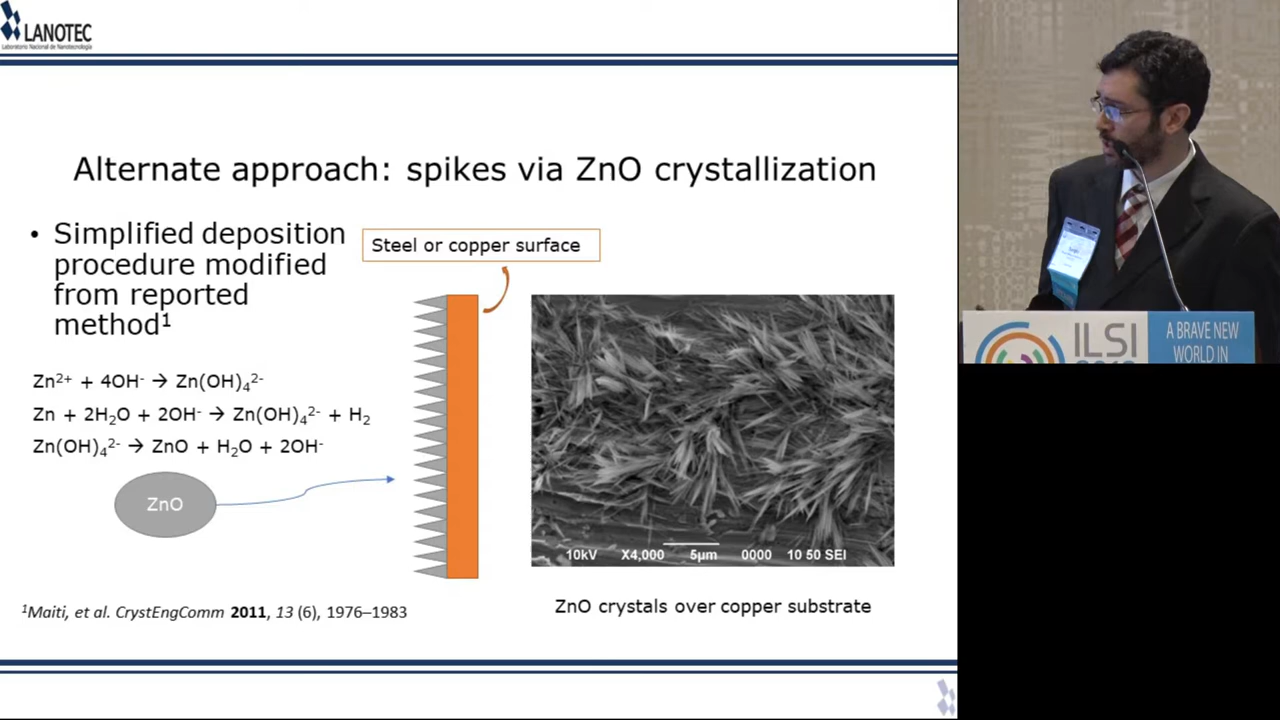 LANOTEC
Laboratorio Nacional de Nanotecnología
Alternate approach: spikes via ZnO crystallization
• Simplified deposition
procedure modified
from reported
method¹
Steel or copper surface
Zn²⁺ + 4OH⁻ → Zn(OH)₄²⁻
Zn + 2H₂O + 2OH⁻ → Zn(OH)₄²⁻ + H₂
Zn(OH)₄²⁻ → ZnO + H₂O + 2OH⁻
ZnO
10kV X4,000 5µm 0000 10 50 SEI
ZnO crystals over copper substrate
¹Maiti, et al. CrystEngComm 2011, 13 (6), 1976–1983
ILSI
A BRAVE NEW
WORLD IN